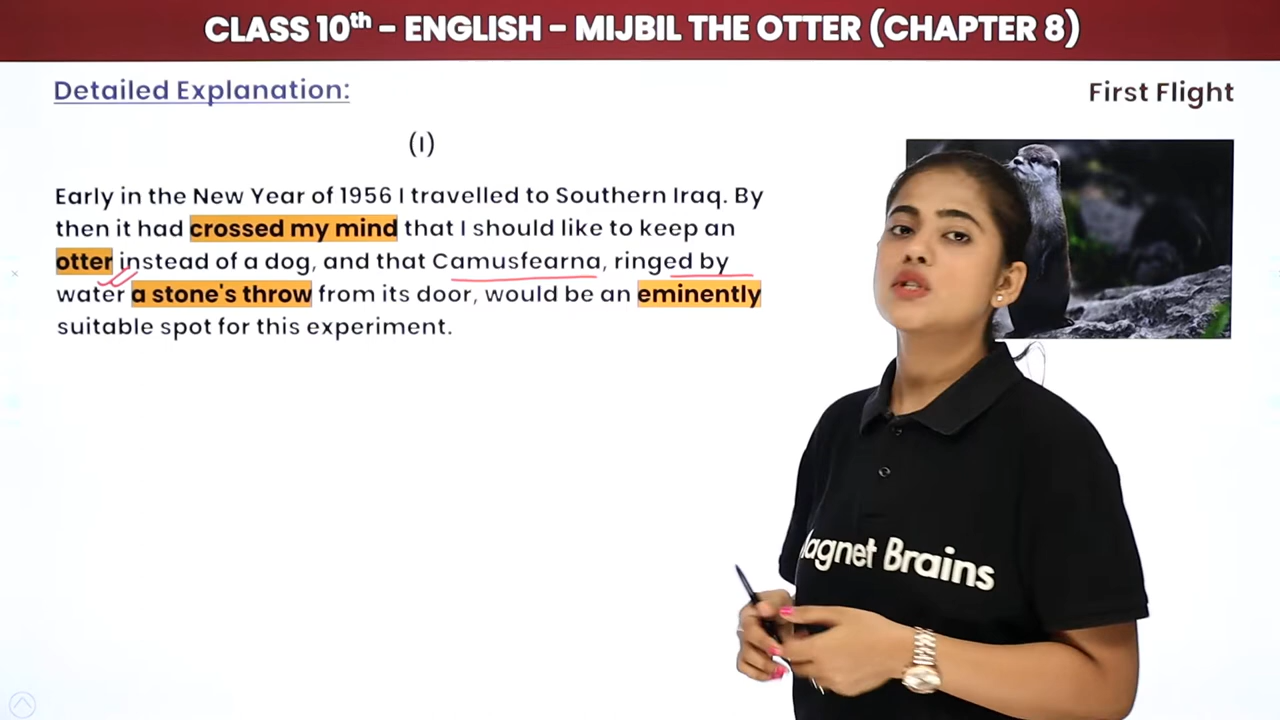 CLASS 10th - ENGLISH - MIJBIL THE OTTER (CHAPTER 8)
Detailed Explanation:
First Flight
(I)
Early in the New Year of 1956 I travelled to Southern Iraq. By
then it had crossed my mind that I should like to keep an
otter instead of a dog, and that Camusfearna, ringed by
water a stone's throw from its door, would be an eminently
suitable spot for this experiment.
Magnet Brains